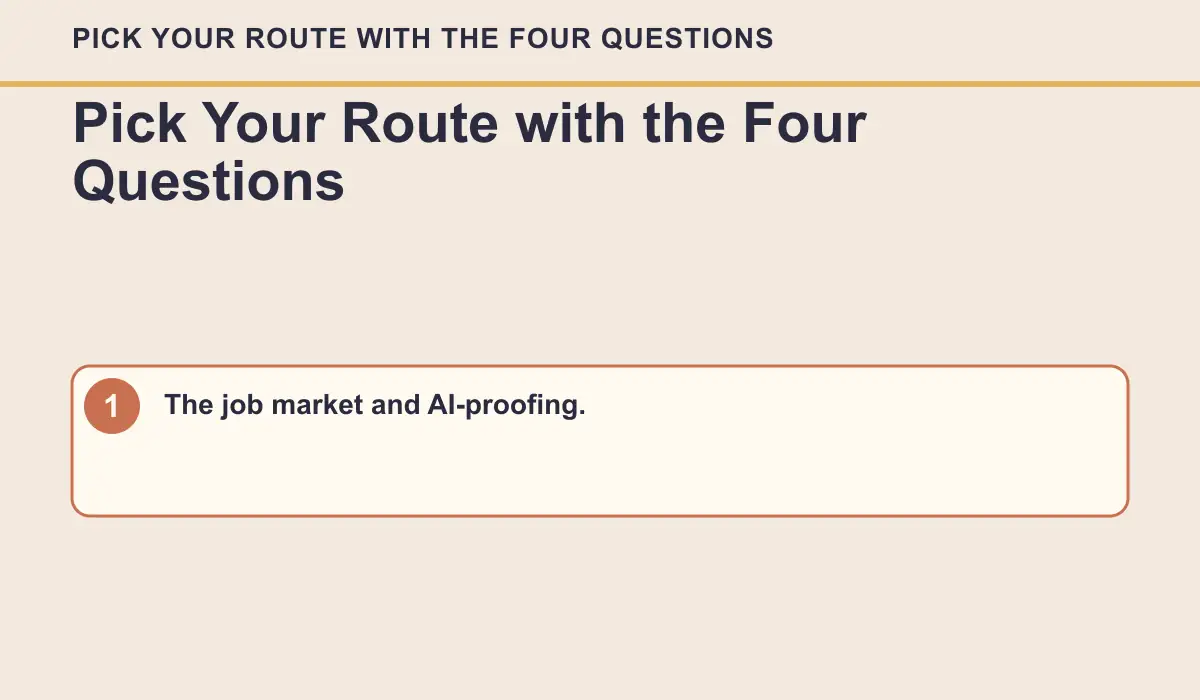 PICK YOUR ROUTE WITH THE FOUR QUESTIONS
Pick Your Route with the Four
Questions
1 The job market and AI-proofing.